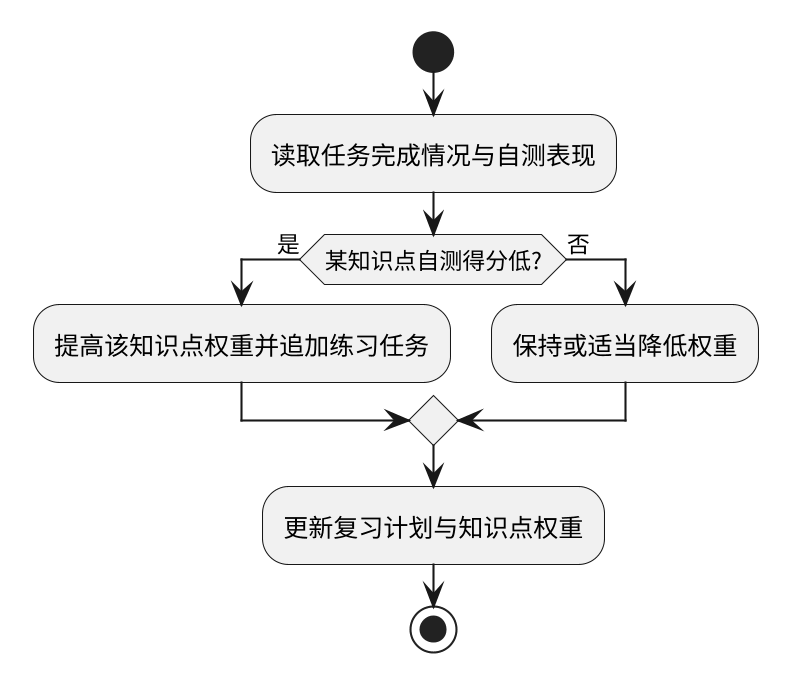 读取任务完成情况与自测表现
是
某知识点自测得分低?
否
提高该知识点权重并追加练习任务
保持或适当降低权重
更新复习计划与知识点权重